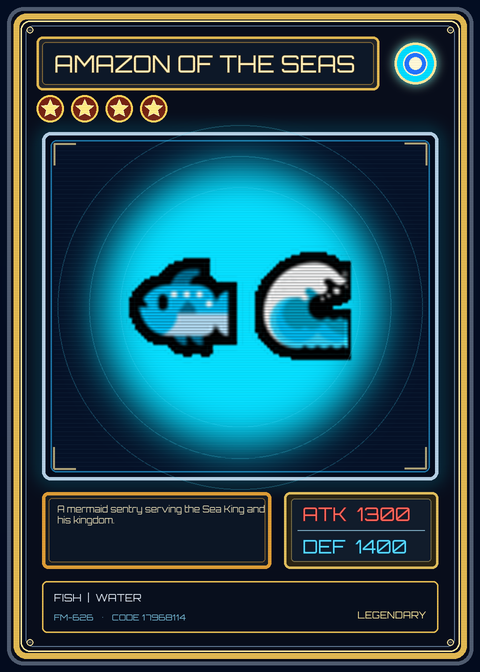 AMAZON OF THE SEAS
A mermaid sentry serving the Sea King and
his kingdom.
ATK 1300
DEF 1400
FISH | WATER
FM-626 · CODE 17968114
LEGENDARY